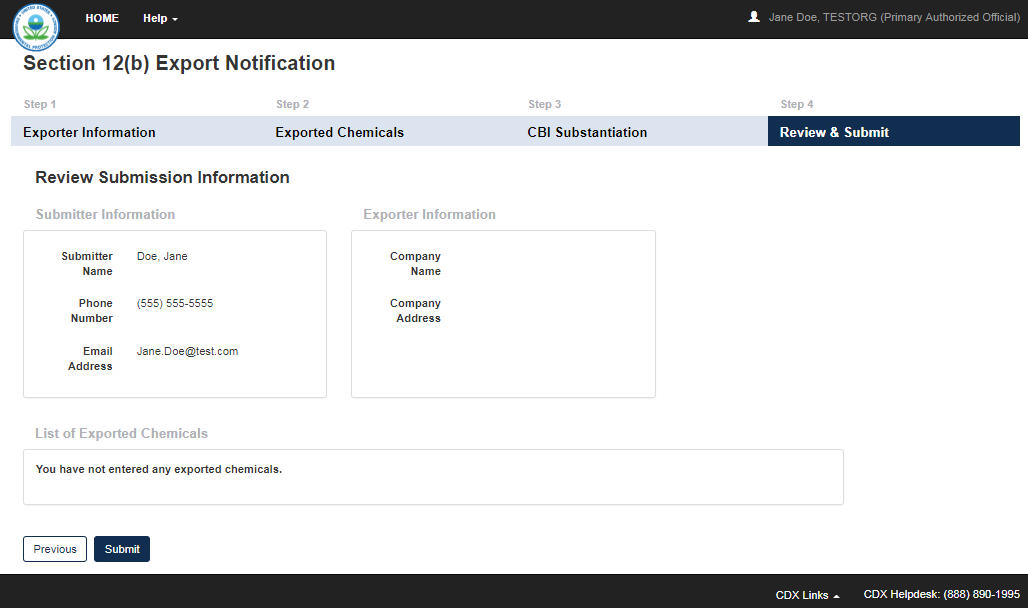 HOME Help
Jane Doe, TESTORG (Primary Authorized Official)
Section 12(b) Export Notification
Step 1 Step 2 Step 3 Step 4
Exporter Information Exported Chemicals CBI Substantiation Review & Submit
Review Submission Information
Submitter Information
Submitter Name Doe, Jane
Phone Number (555) 555-5555
Email Address Jane.Doe@test.com
Exporter Information
Company Name
Company Address
List of Exported Chemicals
You have not entered any exported chemicals.
Previous Submit
CDX Links CDX Helpdesk: (888) 890-1995